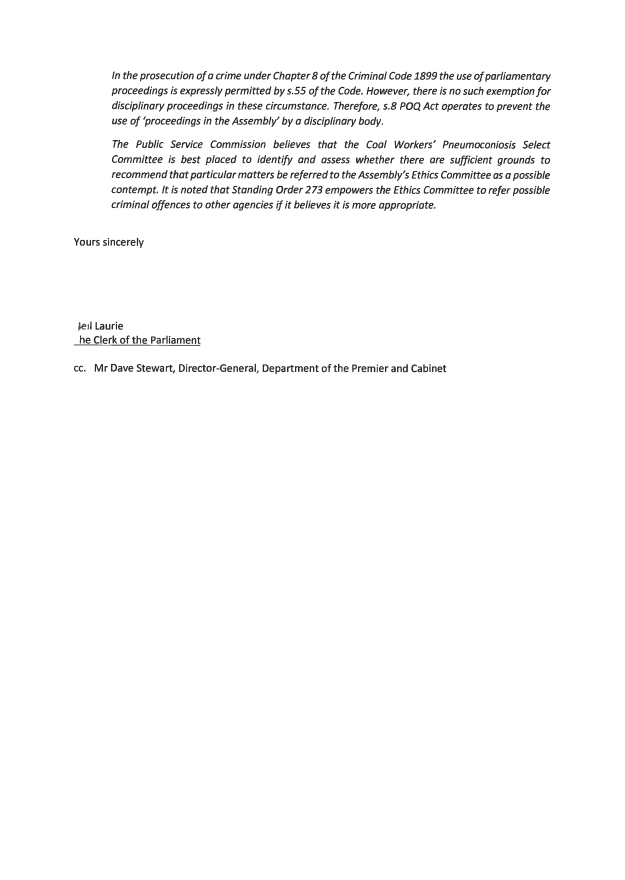 In the prosecution of a crime under Chapter 8 of the Criminal Code 1899 the use of parliamentary
proceedings is expressly permitted by s.55 of the Code. However, there is no such exemption for
disciplinary proceedings in these circumstance. Therefore, s.8 POQ Act operates to prevent the
use of 'proceedings in the Assembly' by a disciplinary body.
The Public Service Commission believes that the Coal Workers' Pneumoconiosis Select
Committee is best placed to identify and assess whether there are sufficient grounds to
recommend that particular matters be referred to the Assembly's Ethics Committee as a possible
contempt. It is noted that Standing Order 273 empowers the Ethics Committee to refer possible
criminal offences to other agencies if it believes it is more appropriate.
Yours sincerely
Laurie
he Clerk of the Parliament
cc. Mr Dave Stewart, Director-General, Department of the Premier and Cabinet